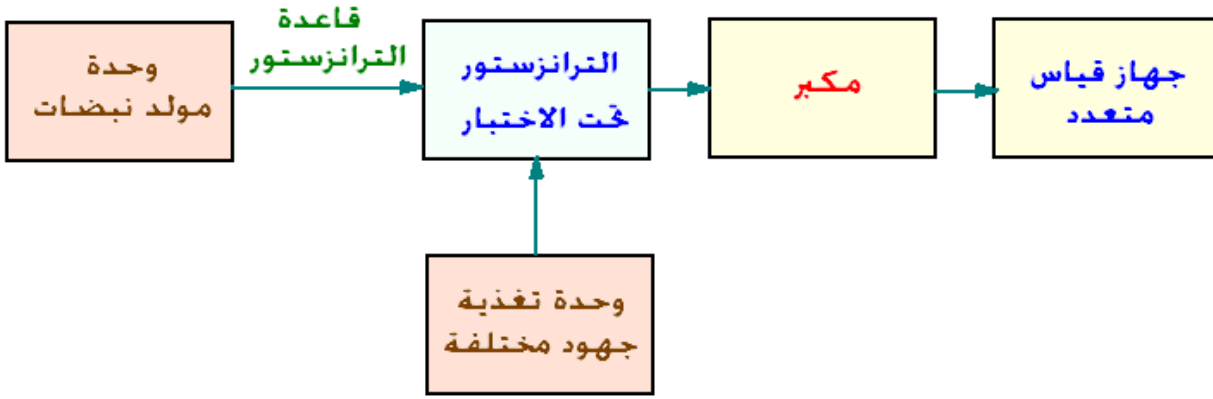 وحدة
مولد نبضات
قاعدة
الترانزستور
الترانزستور
تحت الاختبار
مكبر
جهاز قياس
متعدد
وحدة تغذية
جهود مختلفة